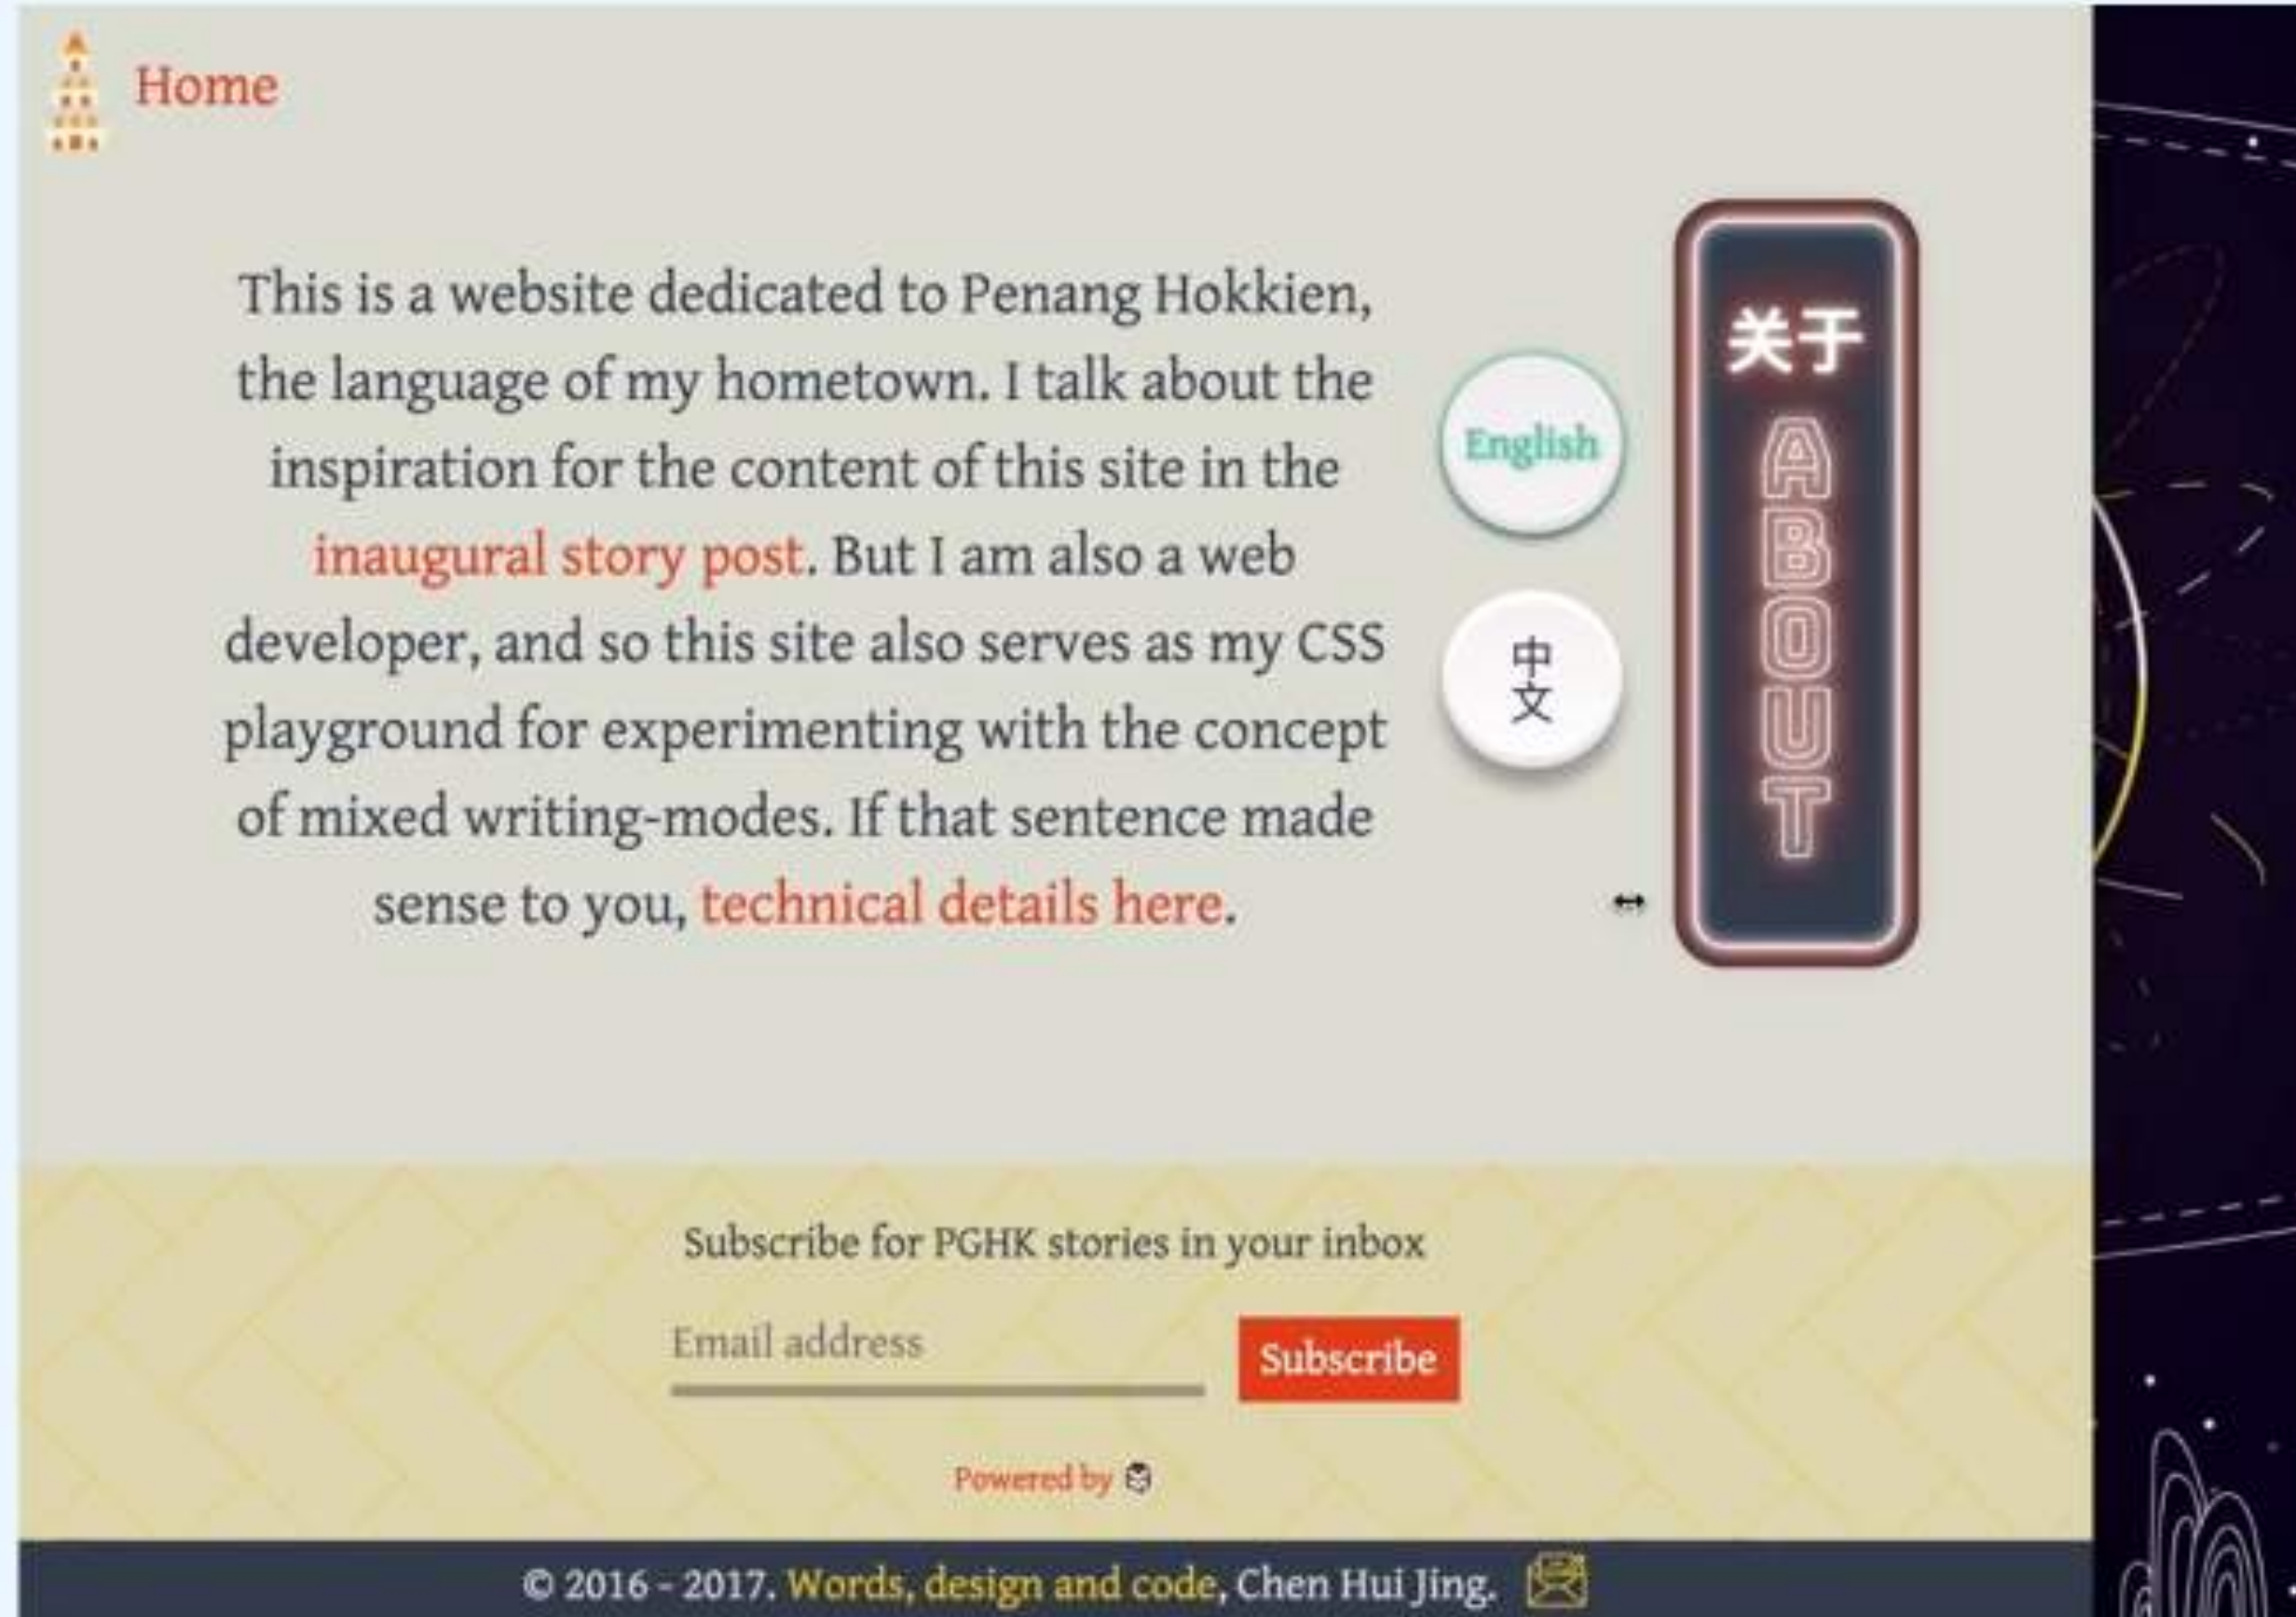 Home
This is a website dedicated to Penang Hokkien,
the language of my hometown. I talk about the
inspiration for the content of this site in the
inaugural story post. But I am also a web
developer, and so this site also serves as my CSS
playground for experimenting with the concept
of mixed writing-modes. If that sentence made
sense to you, technical details here.
English
中文
关于
ABOUT
Subscribe for PGHK stories in your inbox
Email address
Subscribe
Powered by
© 2016 - 2017. Words, design and code, Chen Hui Jing.